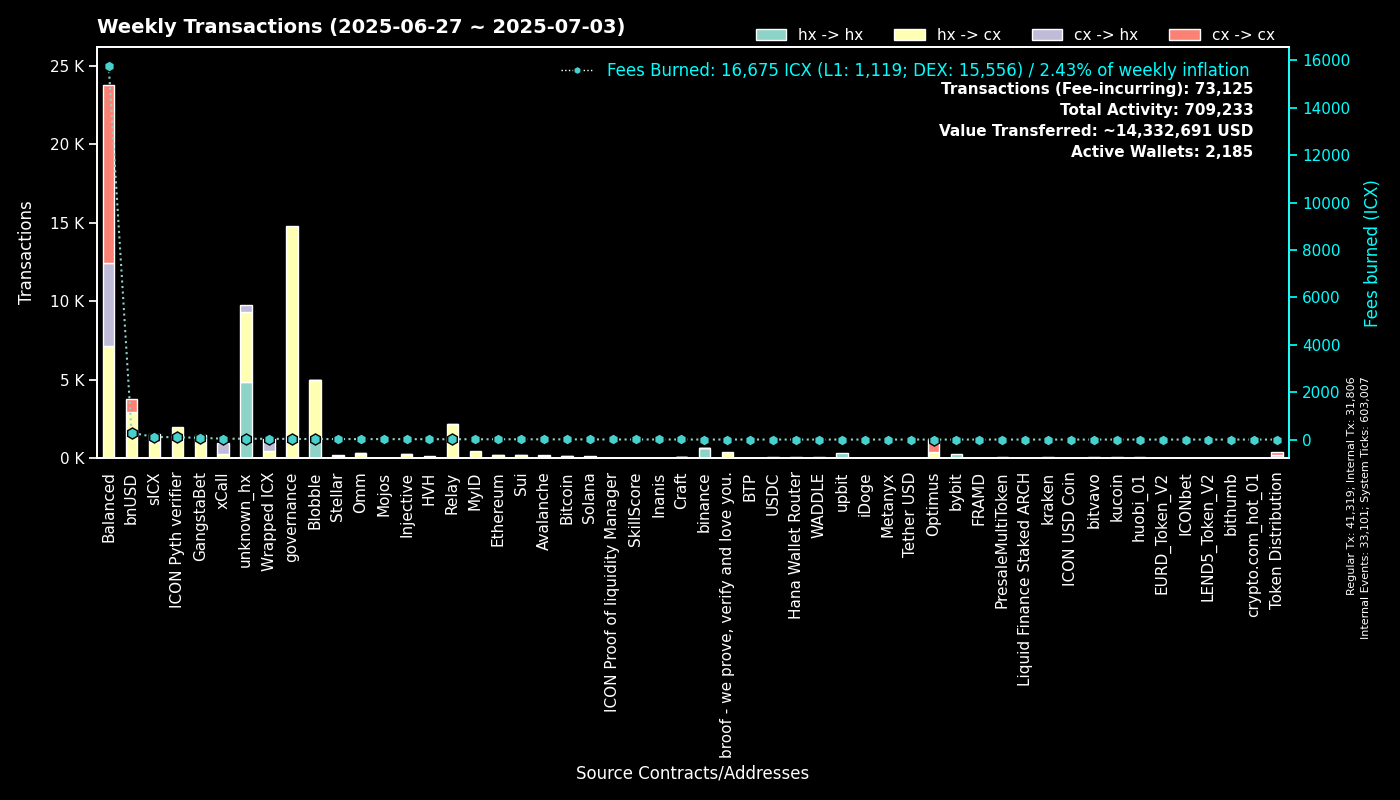 Weekly Transactions (2025-06-27 ~ 2025-07-03)
hx -> hx
hx -> cx
cx -> hx
cx -> cx
Fees Burned: 16,675 ICX (L1: 1,119; DEX: 15,556) / 2.43% of weekly inflation
Transactions (Fee-incurring): 73,125
Total Activity: 709,233
Value Transferred: ~14,332,691 USD
Active Wallets: 2,185
Transactions
25 K
20 K
15 K
10 K
5 K
0 K
16000
14000
12000
10000
8000
6000
4000
2000
0
Fees burned (ICX)
Regular Tx: 41,319; Internal Tx: 31,806
Internal Events: 33,101; System Ticks: 603,007
Balanced
bnUSD
sICX
ICON Pyth verifier
GangstaBet
xCall
unknown_hx
Wrapped ICX
governance
Blobble
Stellar
Omm
Mojos
Injective
HVH
Relay
MyID
Ethereum
Sui
Avalanche
Bitcoin
Solana
ICON Proof of liquidity Manager
SkillScore
Inanis
Craft
binance
broof - we prove, verify and love you.
BTP
USDC
Hana Wallet Router
WADDLE
upbit
iDoge
Metanyx
Tether USD
Optimus
bybit
FRAMD
PresaleMultiToken
Liquid Finance Staked ARCH
kraken
ICON USD Coin
bitvavo
kucoin
huobi_01
EURD_Token_V2
ICONbet
LEND5_Token_V2
bithumb
crypto.com_hot_01
Token Distribution
Source Contracts/Addresses